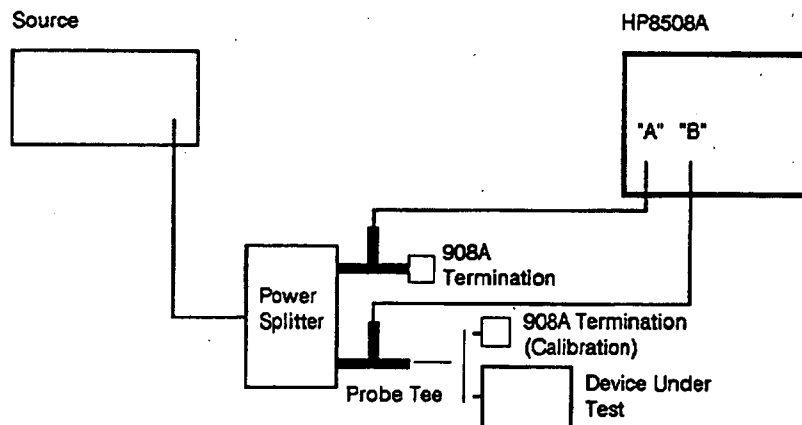 Source
HP8508A
"A" "B"
908A
Termination
Power
Splitter
908A Termination
(Calibration)
Probe Tee
Device Under
Test